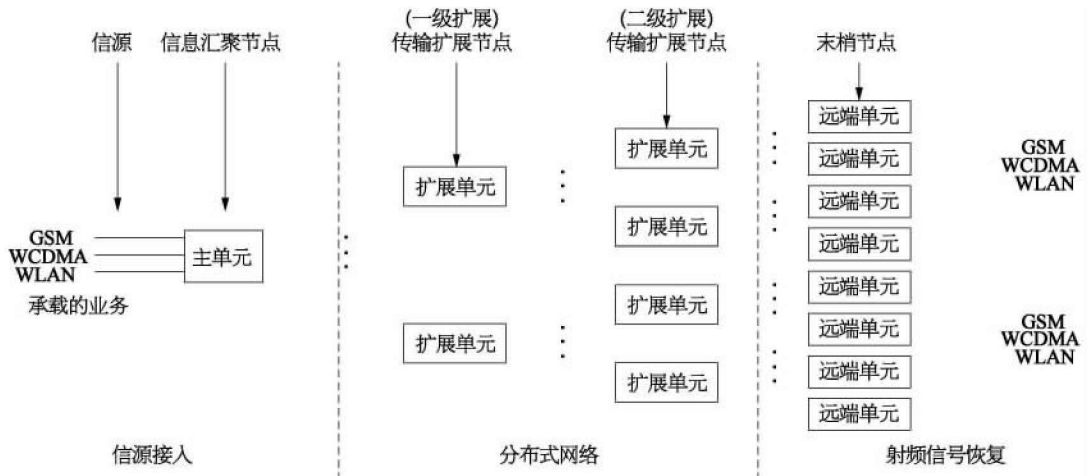 (一级扩展)
(二级扩展)
信源
信息汇聚节点
传输扩展节点
传输扩展节点
末梢节点
远端单元
扩展单元
远端单元
GSM
WCDMA
WLAN
扩展单元
远端单元
扩展单元
远端单元
GSM
WCDMA
WLAN
主单元
承载的业务
扩展单元
远端单元
扩展单元
远端单元
GSM
WCDMA
WLAN
扩展单元
远端单元
远端单元
信源接入
分布式网络
射频信号恢复